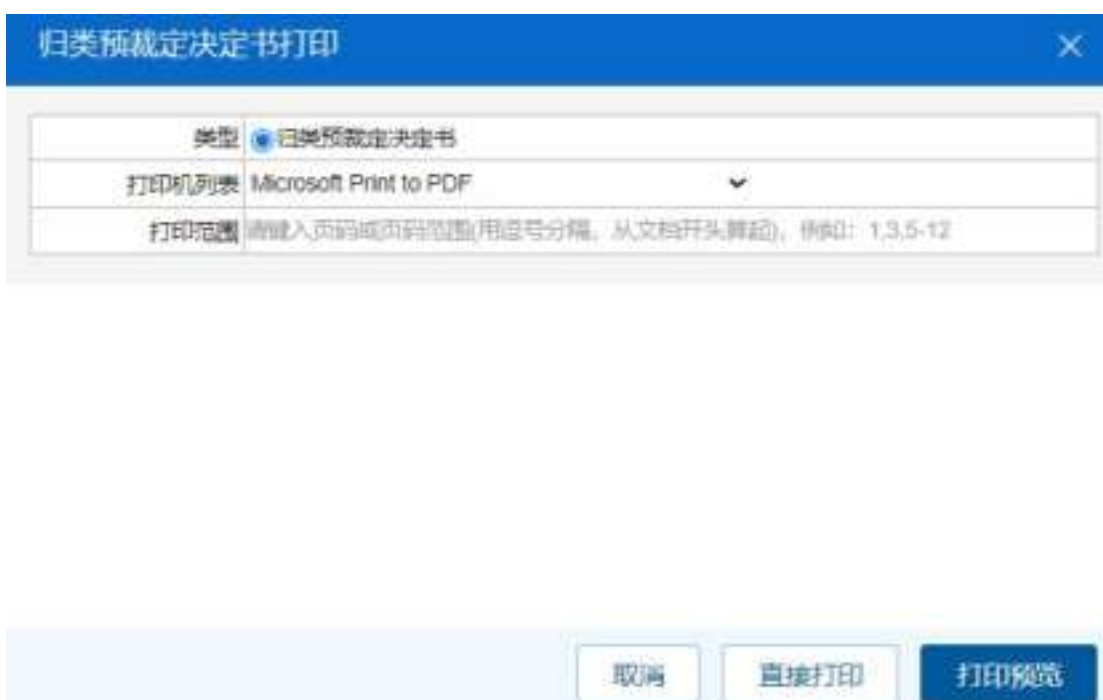 归类预裁定决定书打印
类型 归类预裁定决定书
打印机列表 Microsoft Print to PDF
打印范围 请键入页码或页码范围(用逗号分隔，从文档开头算起)，例如：1,3,5-12
取消 直接打印 打印预览